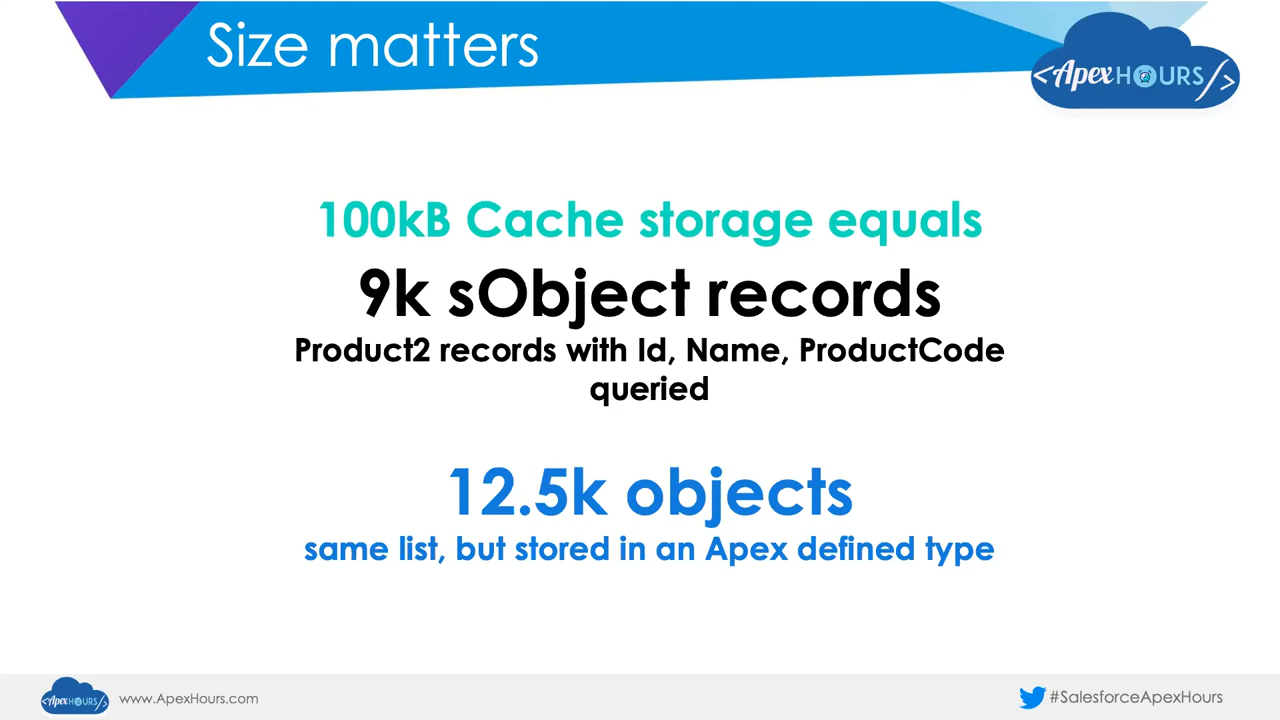 Size matters
<ApexHOURS/>
100kB Cache storage equals
9k sObject records
Product2 records with Id, Name, ProductCode
queried
12.5k objects
same list, but stored in an Apex defined type
<ApexHOURS/>
www.ApexHours.com
#SalesforceApexHours